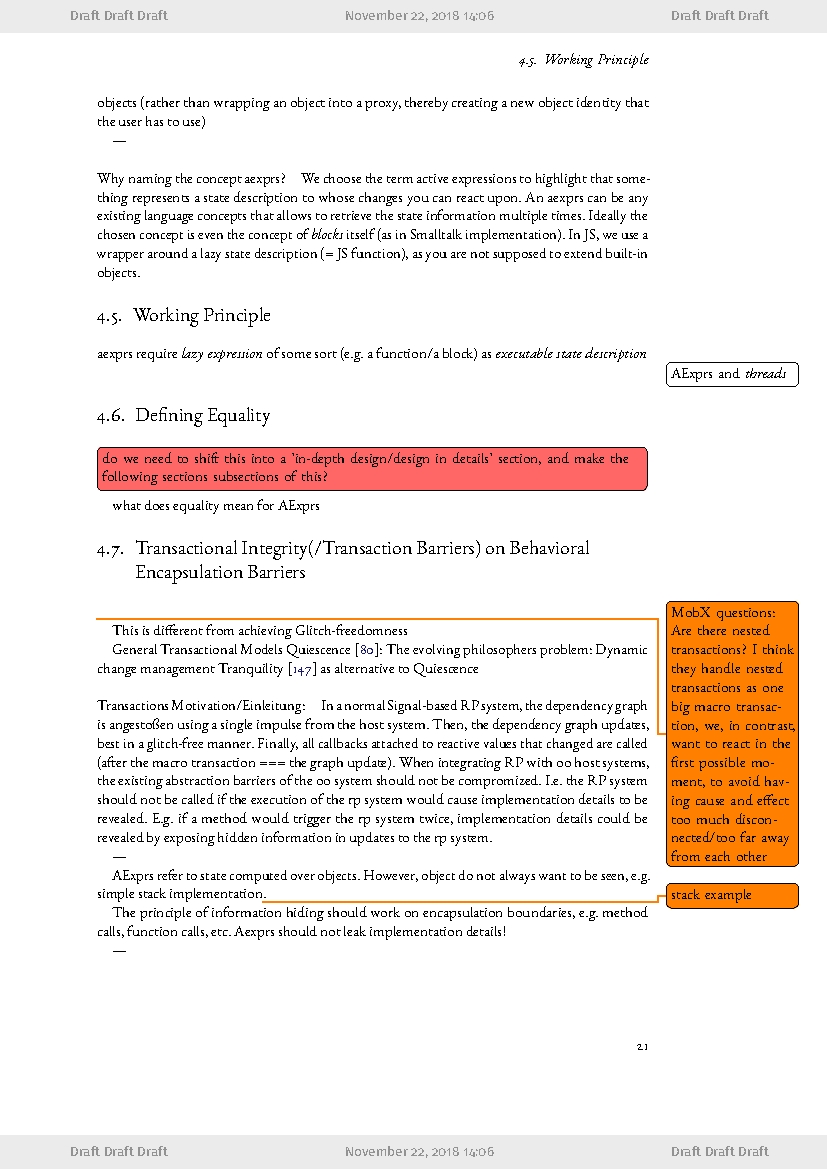 Draft Draft Draft November 22, 2018 14:06 Draft Draft Draft
4.5. Working Principle
objects (rather than wrapping an object into a proxy, thereby creating a new object identity that
the user has to use)
—
Why naming the concept aexprs? We choose the term active expressions to highlight that some-
thing represents a state description to whose changes you can react upon. An aexprs can be any
existing language concepts that allows to retrieve the state information multiple times. Ideally the
chosen concept is even the concept of blocks itself (as in Smalltalk implementation). In JS, we use a
wrapper around a lazy state description (= JS function), as you are not supposed to extend built-in
objects.
4.5. Working Principle
aexprs require lazy expression of some sort (e.g. a function/a block) as executable state description
AExprs and threads
4.6. Defining Equality
do we need to shift this into a 'in-depth design/design in details' section, and make the
following sections subsections of this?
what does equality mean for AExprs
4.7. Transactional Integrity(/Transaction Barriers) on Behavioral
Encapsulation Barriers
This is different from achieving Glitch-freedomness
General Transactional Models Quiescence [80]: The evolving philosophers problem: Dynamic
change management Tranquility [147] as alternative to Quiescence
Transactions Motivation/Einleitung: In a normal Signal-based RP system, the dependency graph
is angestoßen using a single impulse from the host system. Then, the dependency graph updates,
best in a glitch-free manner. Finally, all callbacks attached to reactive values that changed are called
(after the macro transaction === the graph update). When integrating RP with oo host systems,
the existing abstraction barriers of the oo system should not be compromized. I.e. the RP system
should not be called if the execution of the rp system would cause implementation details to be
revealed. E.g. if a method would trigger the rp system twice, implementation details could be
revealed by exposing hidden information in updates to the rp system.
—
AExprs refer to state computed over objects. However, object do not always want to be seen, e.g.
simple stack implementation.
The principle of information hiding should work on encapsulation boundaries, e.g. method
calls, function calls, etc. Aexprs should not leak implementation details!
—
MobX questions:
Are there nested
transactions? I think
they handle nested
transactions as one
big macro transac-
tion, we, in contrast,
want to react in the
first possible mo-
ment, to avoid hav-
ing cause and effect
too much discon-
nected/too far away
from each other
stack example
21
Draft Draft Draft November 22, 2018 14:06 Draft Draft Draft